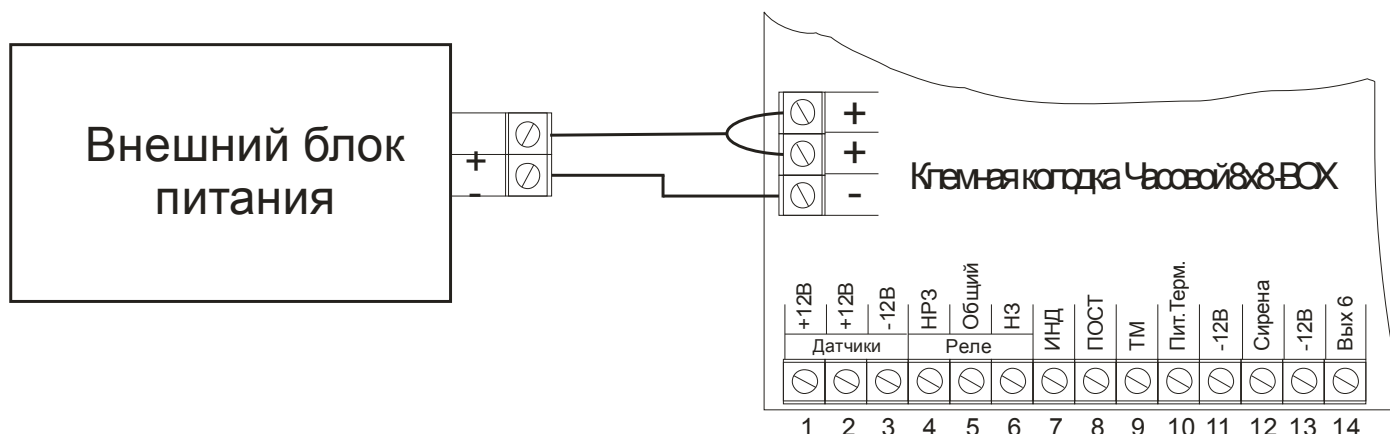 Внешний блок
питания
+
-
+
+
-
Клемная колодка Часовой 8х8-BOX
+12В +12В -12В НРЗ Общий НЗ ИНД ПОСТ ТМ Пит.Терм. -12В Сирена -12В Вых 6
Датчики Реле
1 2 3 4 5 6 7 8 9 10 11 12 13 14